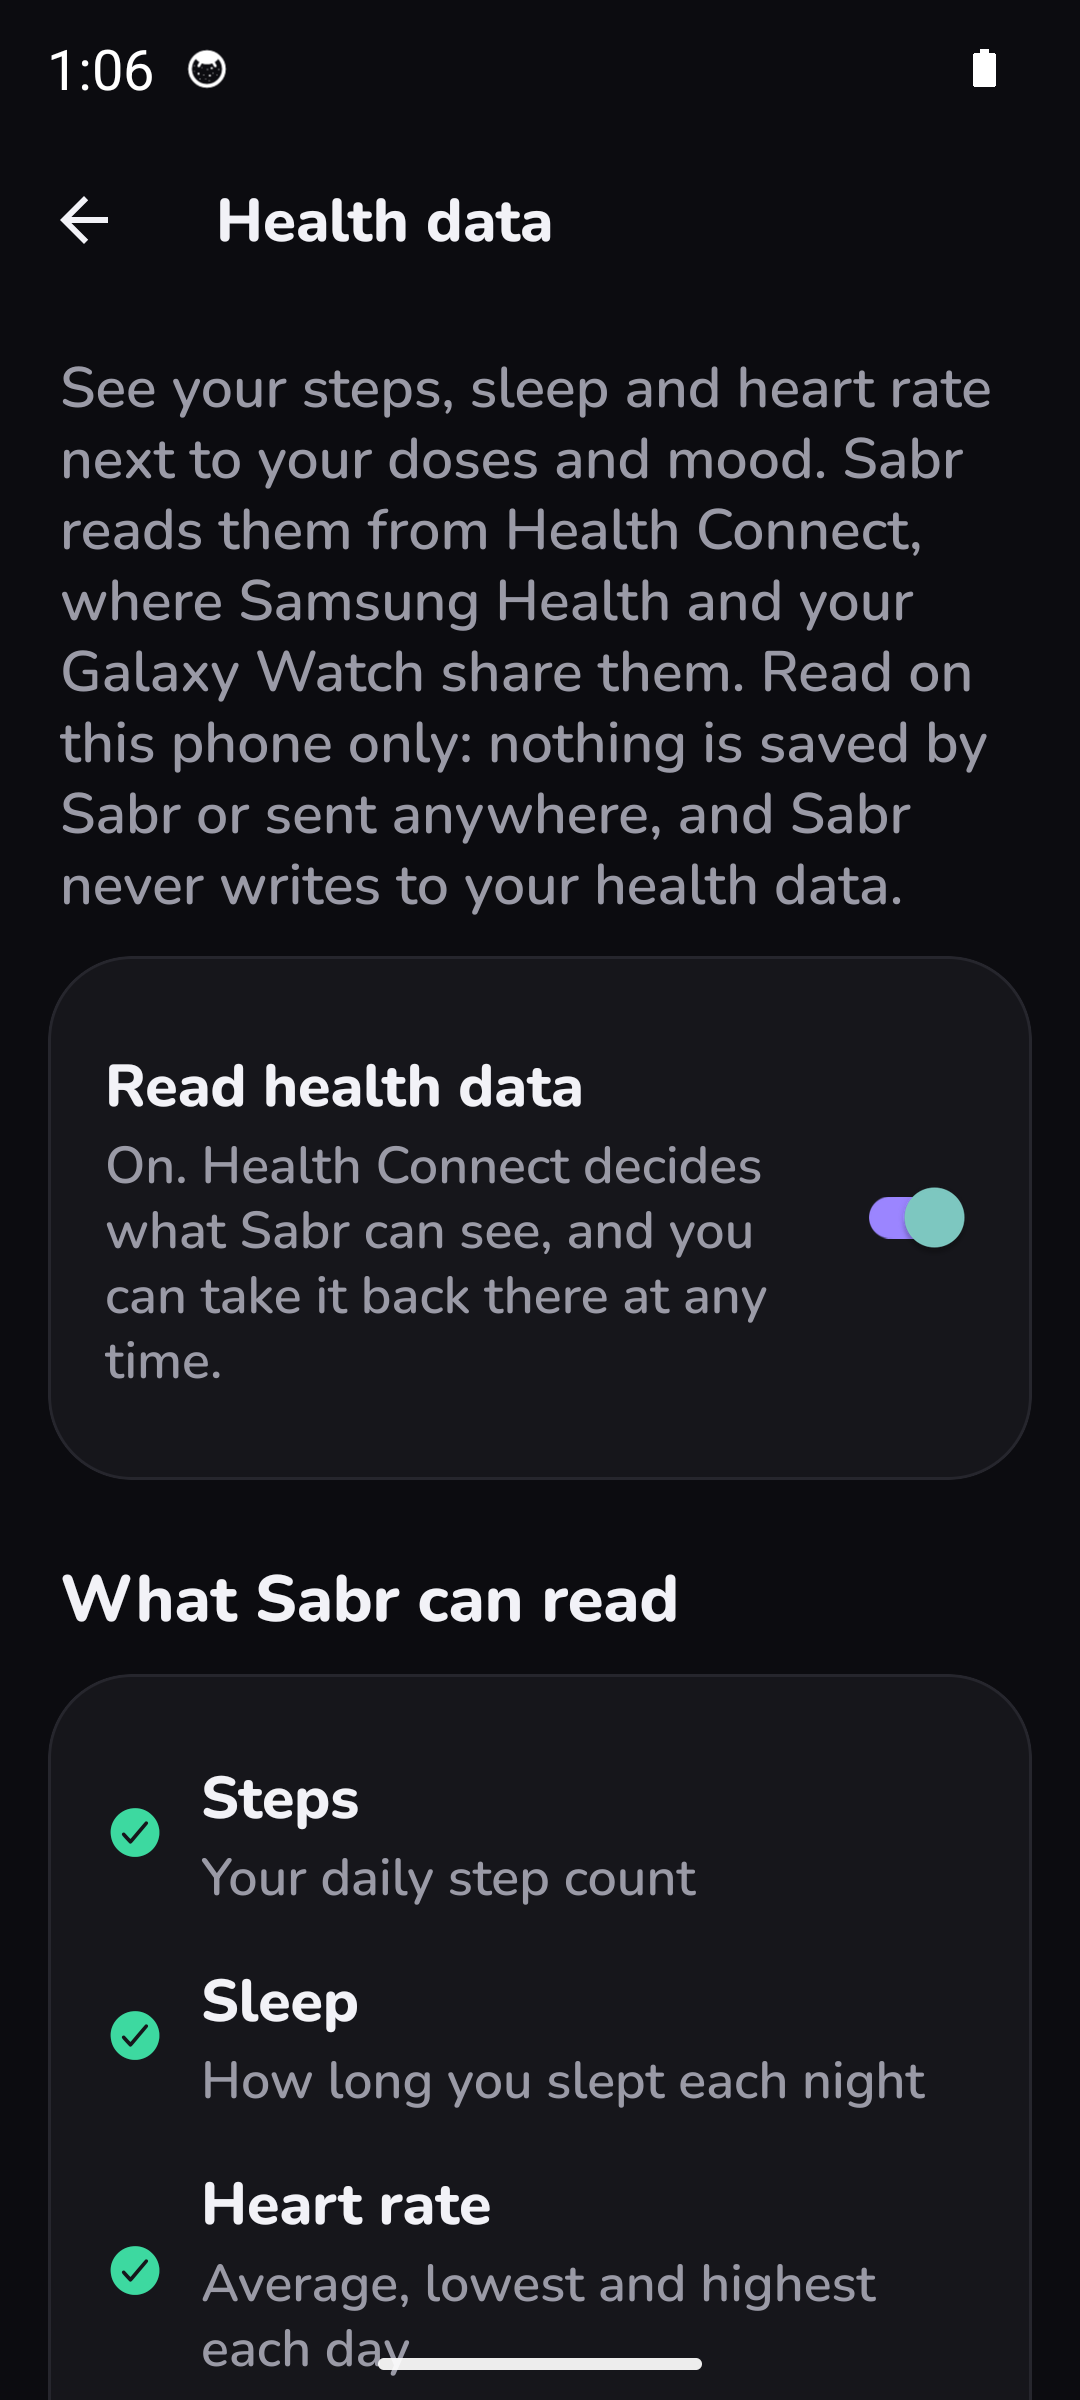 1:06
Health data
See your steps, sleep and heart rate
next to your doses and mood. Sabr
reads them from Health Connect,
where Samsung Health and your
Galaxy Watch share them. Read on
this phone only: nothing is saved by
Sabr or sent anywhere, and Sabr
never writes to your health data.
Read health data
On. Health Connect decides
what Sabr can see, and you
can take it back there at any
time.
What Sabr can read
Steps
Your daily step count
Sleep
How long you slept each night
Heart rate
Average, lowest and highest
each day